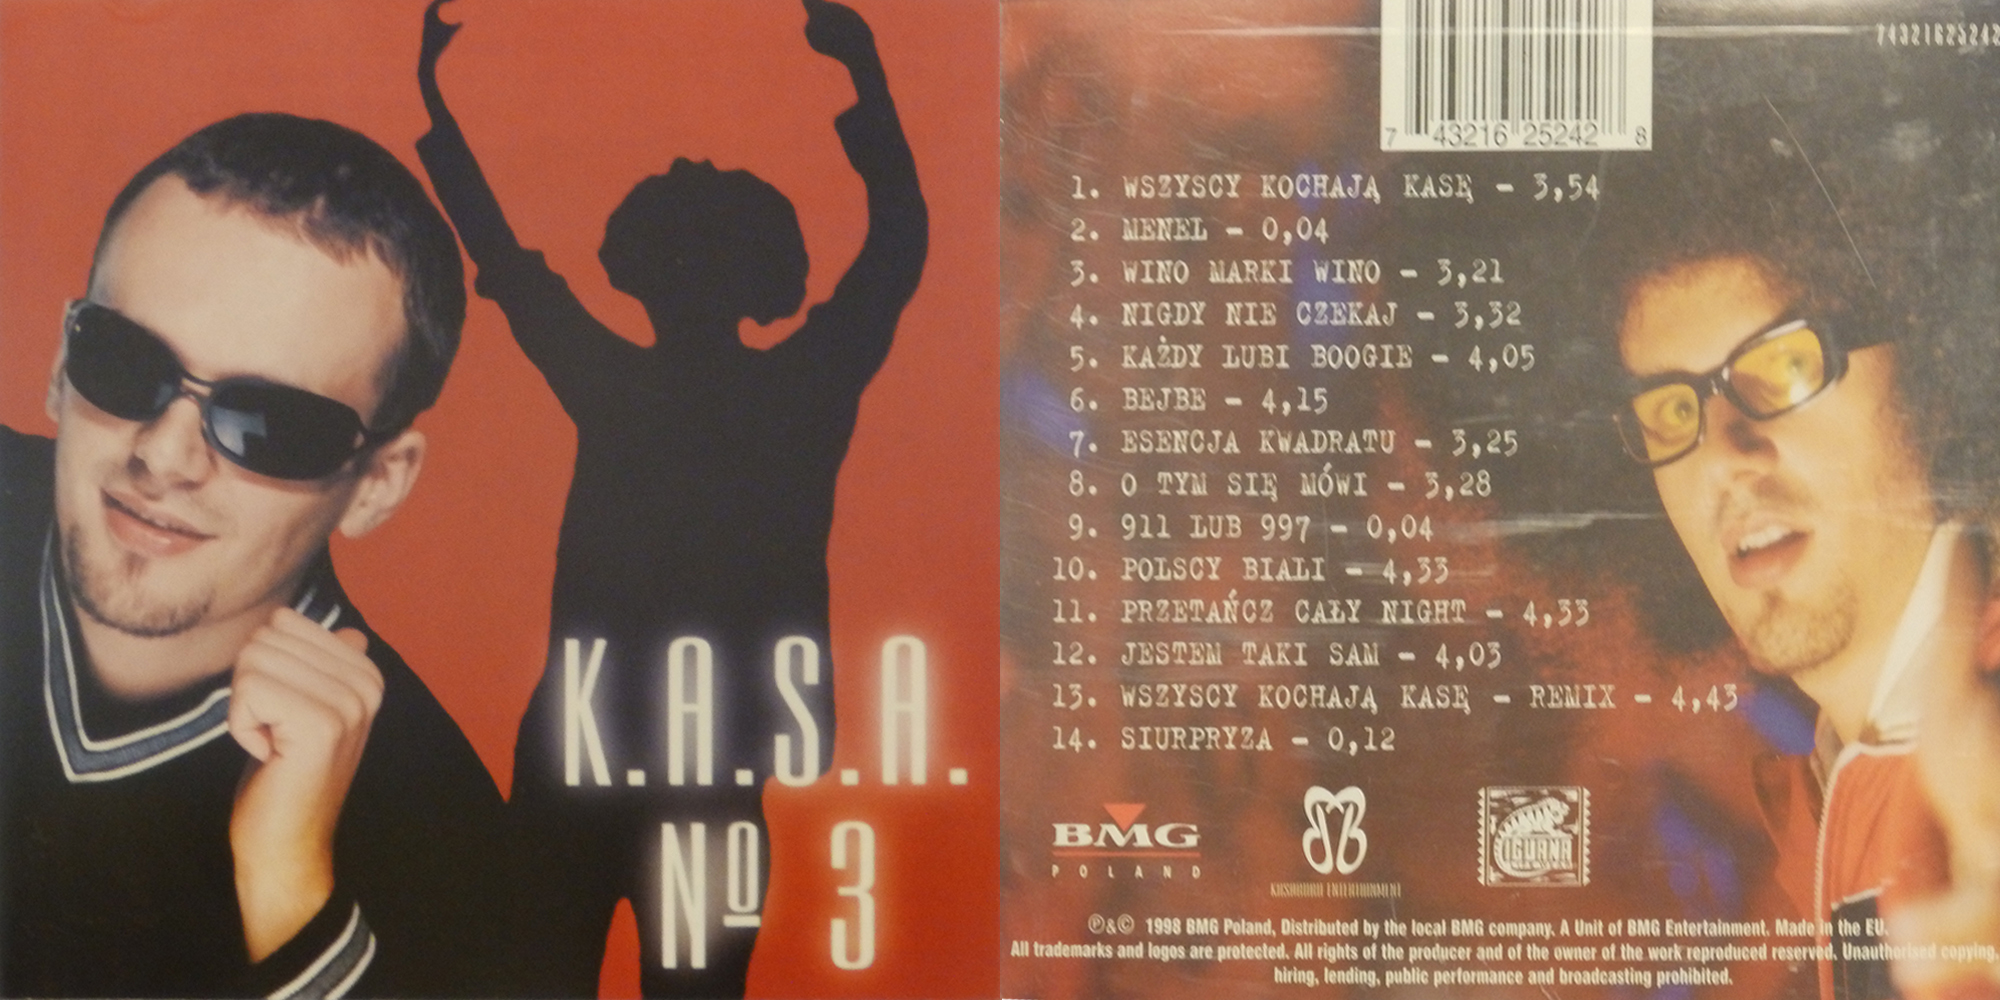 K.A.S.A.
Nº 3
74321625242
7 43216 25242 8
1. WSZYSCY KOCHAJĄ KASĘ - 3,54
2. MENEL - 0,04
3. WINO MARKI WINO - 3,21
4. NIGDY NIE CZEKAJ - 3,32
5. KAŻDY LUBI BOOGIE - 4,05
6. BEJBE - 4,15
7. ESENCJA KWADRATU - 3,25
8. O TYM SIĘ MÓWI - 3,28
9. 911 LUB 997 - 0,04
10. POLSCY BIALI - 4,33
11. PRZETAŃCZ CAŁY NIGHT - 4,33
12. JESTEM TAKI SAM - 4,03
13. WSZYSCY KOCHAJĄ KASĘ - REMIX - 4,43
14. SIURPRYZA - 0,12
BMG
POLAND
ENTERTAINMENT
IGUANA
℗&© 1998 BMG Poland, Distributed by the local BMG company. A Unit of BMG Entertainment. Made in the EU.
All trademarks and logos are protected. All rights of the producer and of the owner of the work reproduced reserved. Unauthorised copying,
hiring, lending, public performance and broadcasting prohibited.